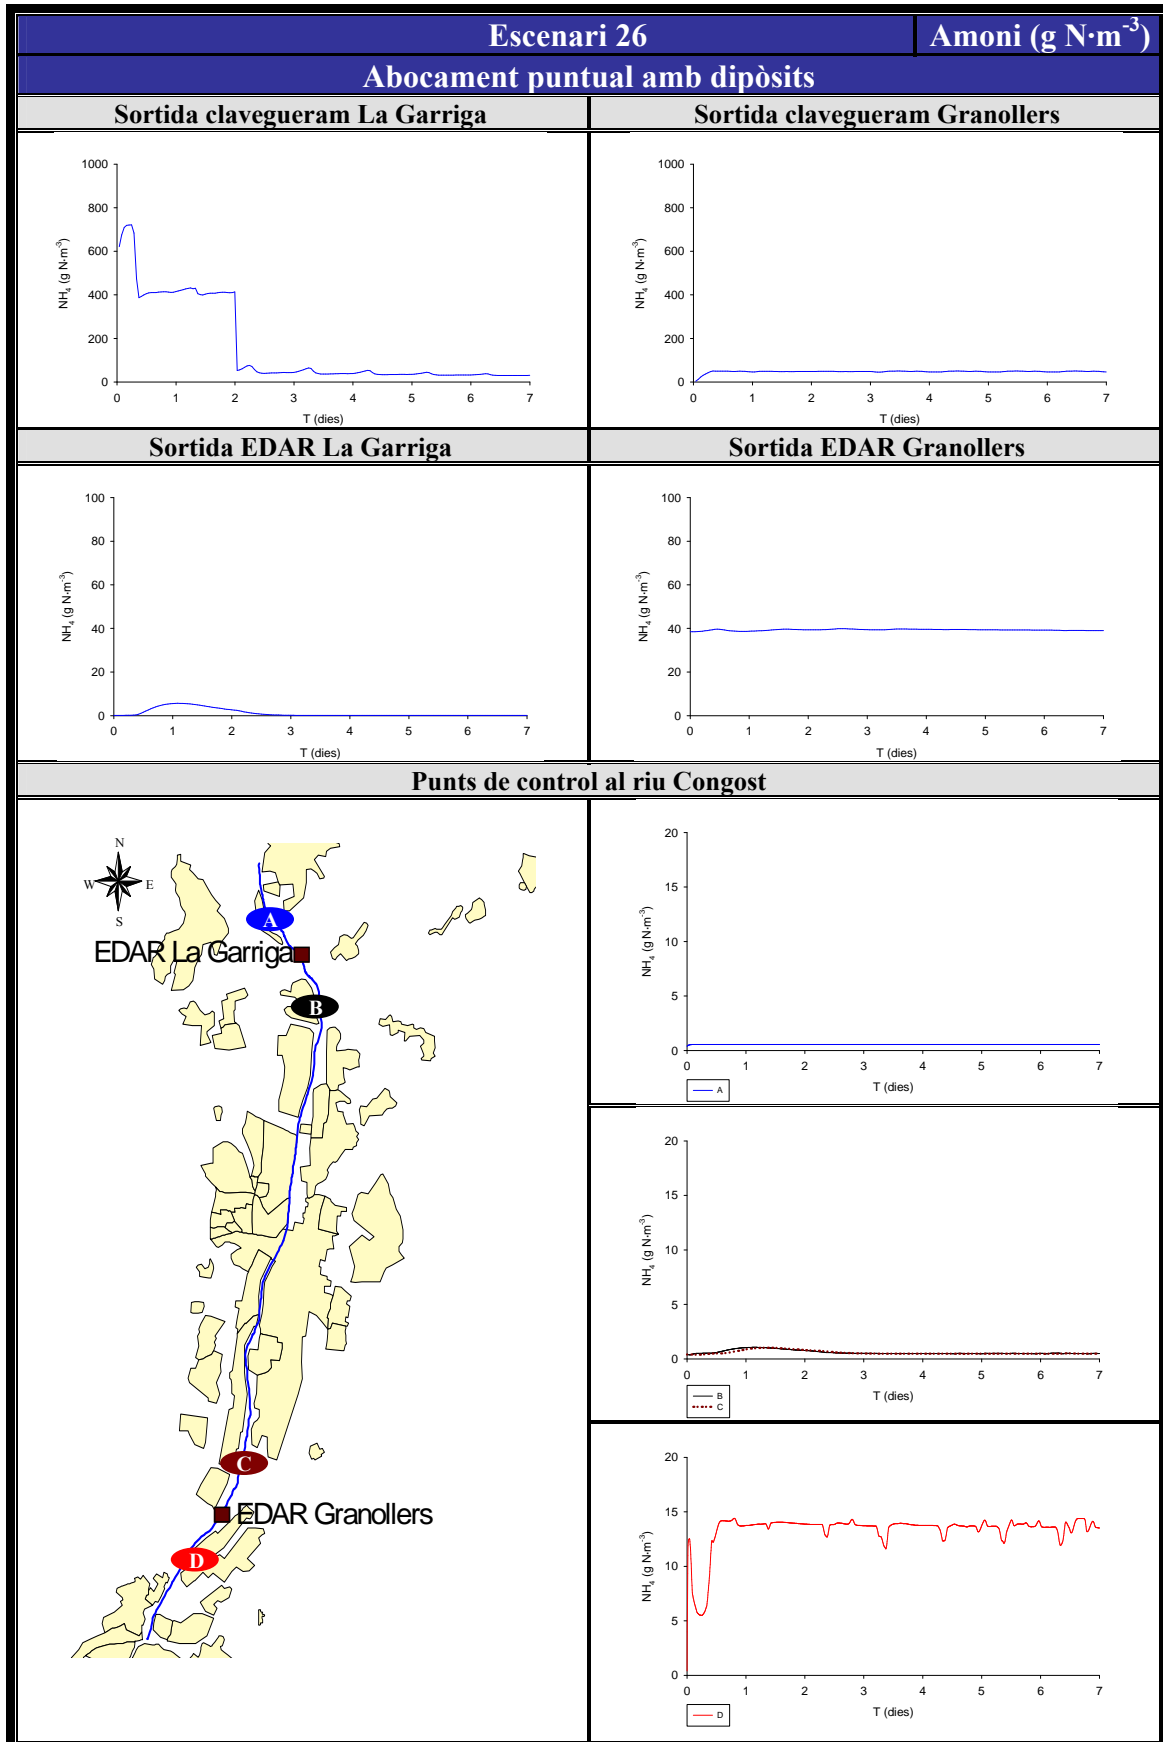 Escenari 26
Amoni (g N·m⁻³)
Abocament puntual amb dipòsits
Sortida clavegueram La Garriga
Sortida clavegueram Granollers
1000
800
600
400
200
0
NH₄ (g N·m⁻³)
0 1 2 3 4 5 6 7
T (dies)
1000
800
600
400
200
0
NH₄ (g N·m⁻³)
0 1 2 3 4 5 6 7
T (dies)
Sortida EDAR La Garriga
Sortida EDAR Granollers
100
80
60
40
20
0
NH₄ (g N·m⁻³)
0 1 2 3 4 5 6 7
T (dies)
100
80
60
40
20
0
NH₄ (g N·m⁻³)
0 1 2 3 4 5 6 7
T (dies)
Punts de control al riu Congost
N
W E
S
A
EDAR La Garriga
B
C
EDAR Granollers
D
20
15
10
5
0
NH₄ (g N·m⁻³)
0 1 2 3 4 5 6 7
T (dies)
A
20
15
10
5
0
NH₄ (g N·m⁻³)
0 1 2 3 4 5 6 7
T (dies)
B
C
20
15
10
5
0
NH₄ (g N·m⁻³)
0 1 2 3 4 5 6 7
T (dies)
D